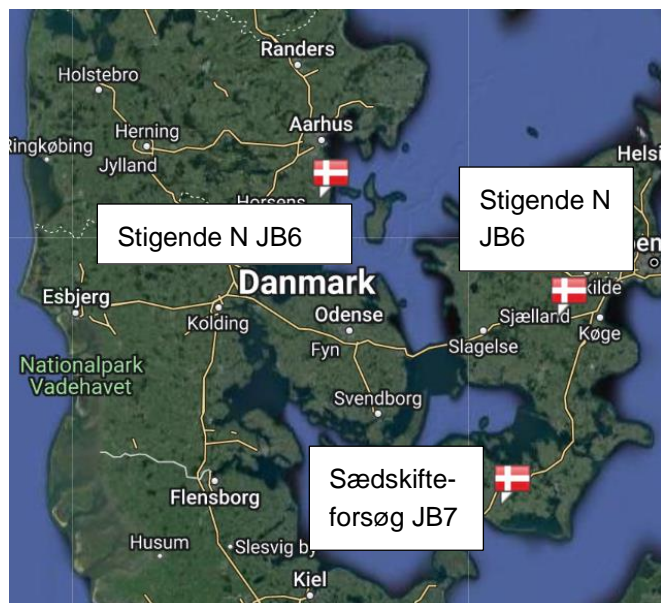 Randers
Holstebro
Herning
Aarhus
Ringkøbing
Jylland
Helsi
Horsens
Stigende N JB6
Stigende N
JB6
Danmark
Esbjerg
Kolding
Odense
Sjælland
kilde
Fyn
Slagelse
Køge
Nationalpark
Vadehavet
Svendborg
Sædskifte-
forsøg JB7
Flensborg
Husum
Slesvig by
Kiel